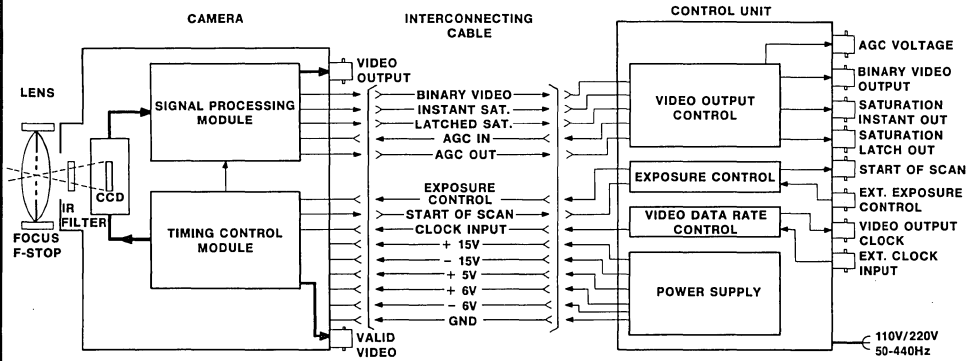 CAMERA
INTERCONNECTING
CABLE
CONTROL UNIT
LENS
SIGNAL PROCESSING
MODULE
VIDEO
OUTPUT
CCD
IR
FILTER
FOCUS
F-STOP
TIMING CONTROL
MODULE
VALID
VIDEO
BINARY VIDEO
INSTANT SAT.
LATCHED SAT.
AGC IN
AGC OUT
EXPOSURE
CONTROL
START OF SCAN
CLOCK INPUT
+ 15V
- 15V
+ 5V
+ 6V
- 6V
GND
VIDEO OUTPUT
CONTROL
EXPOSURE CONTROL
VIDEO DATA RATE
CONTROL
POWER SUPPLY
AGC VOLTAGE
BINARY VIDEO
OUTPUT
SATURATION
INSTANT OUT
SATURATION
LATCH OUT
START OF SCAN
EXT. EXPOSURE
CONTROL
VIDEO OUTPUT
CLOCK
EXT. CLOCK
INPUT
110V/220V
50-440Hz